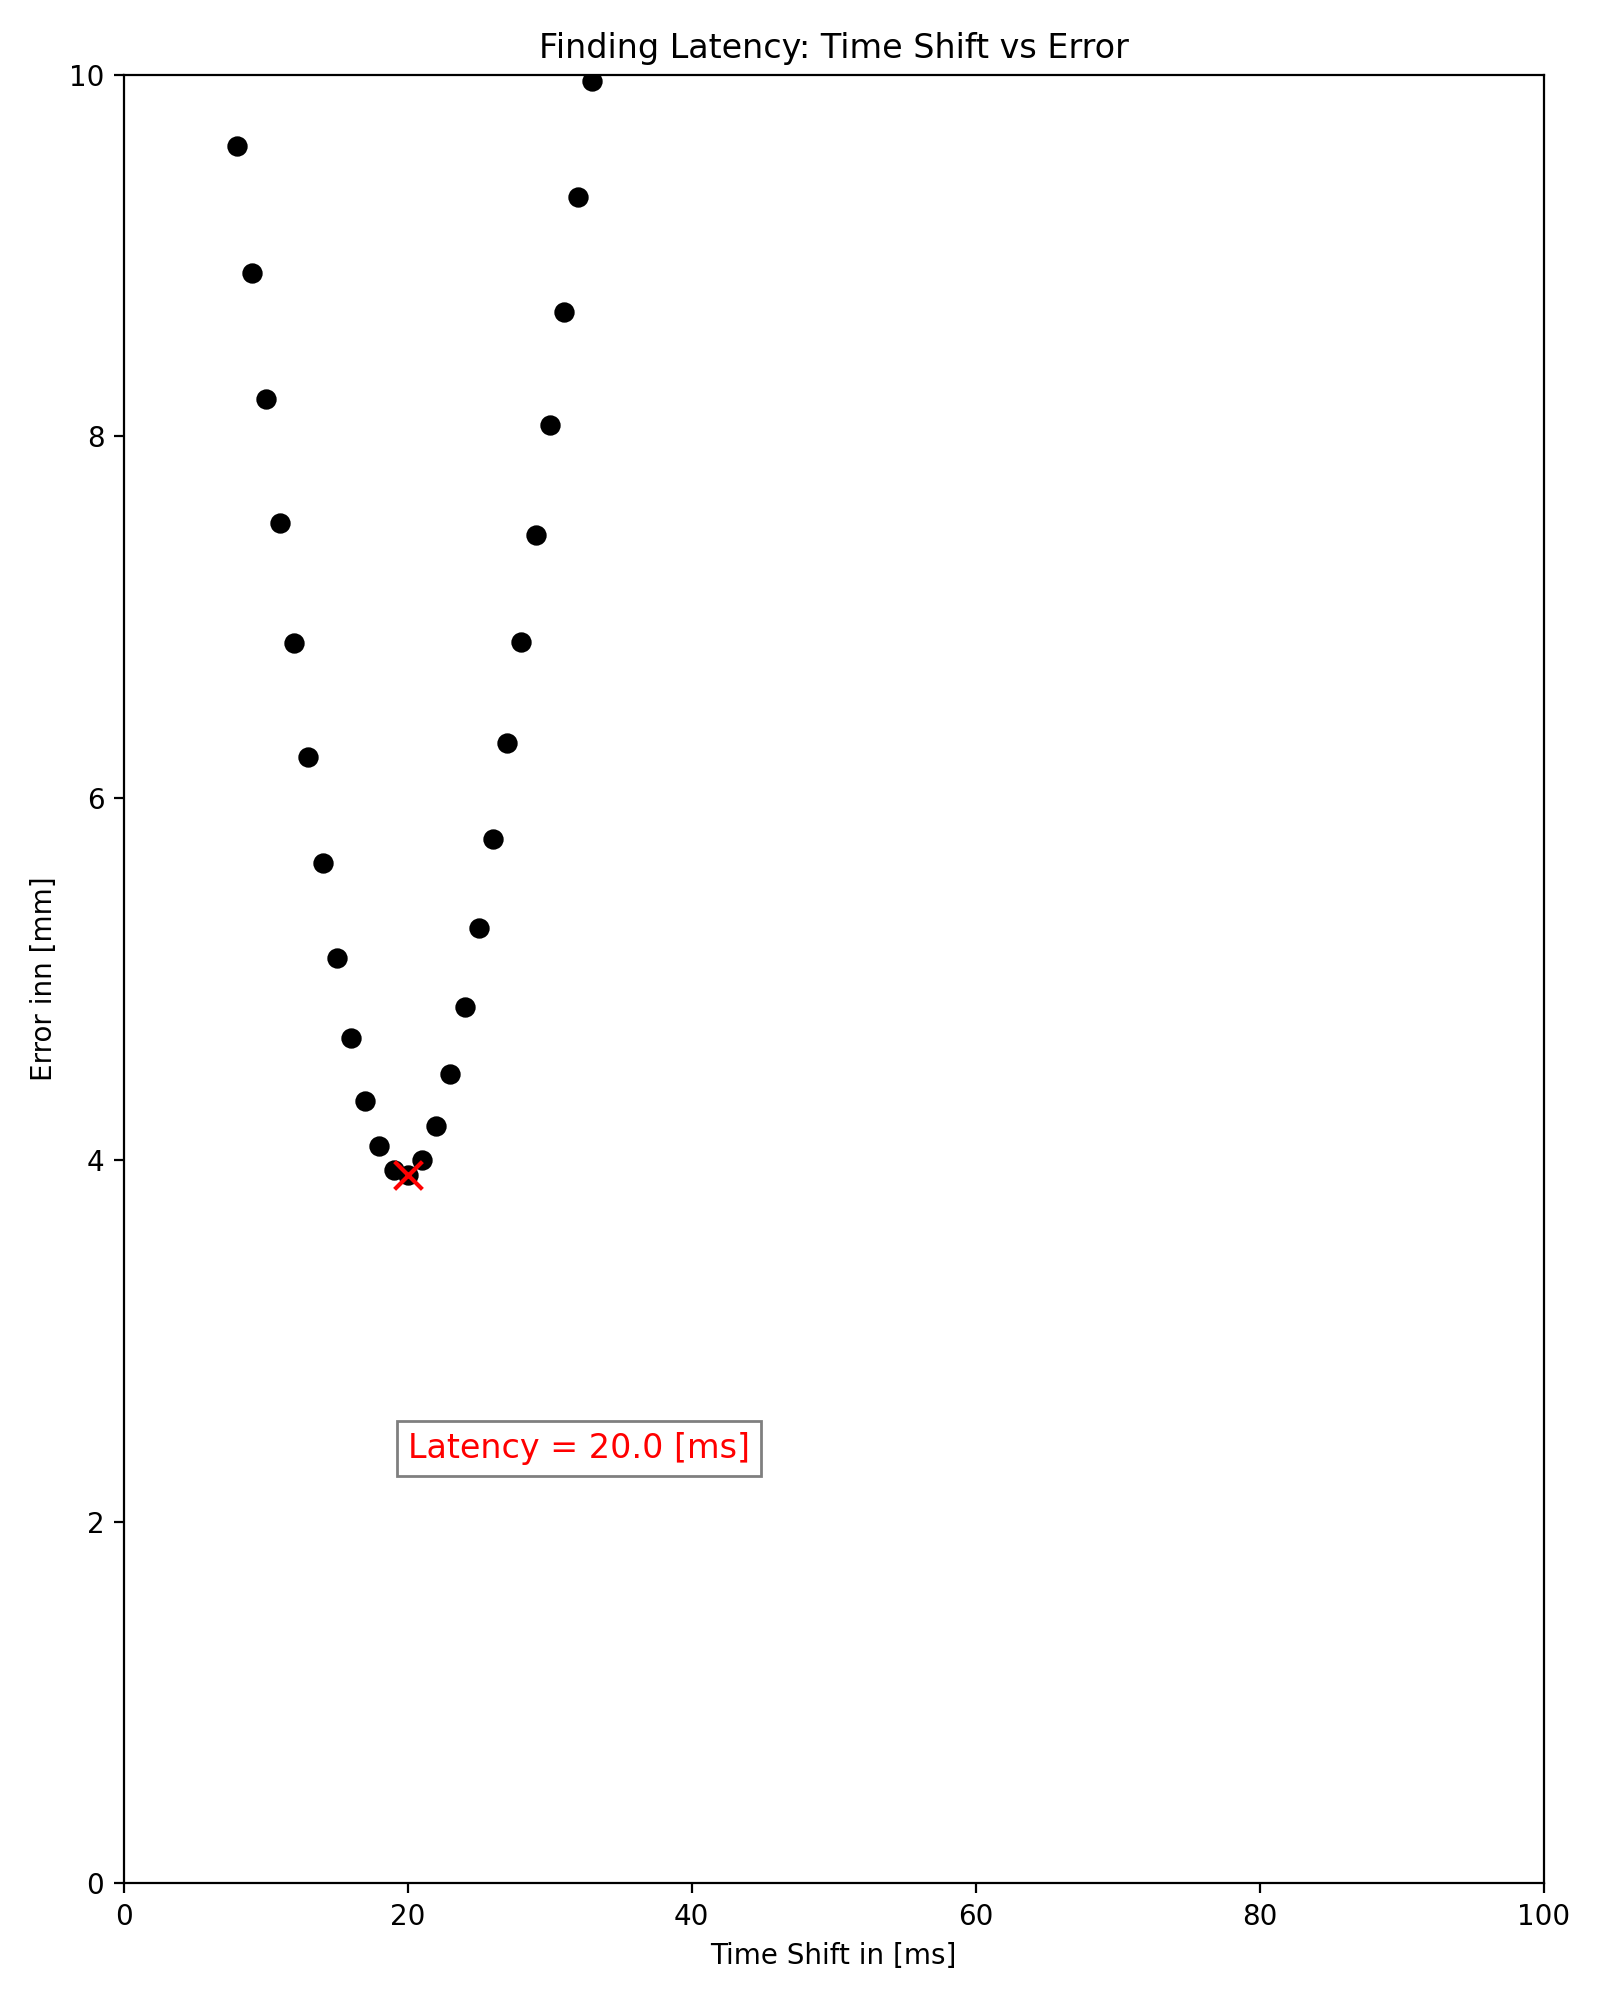 Finding Latency: Time Shift vs Error
10
8
6
4
2
0
Error inn [mm]
Latency = 20.0 [ms]
0 20 40 60 80 100
Time Shift in [ms]